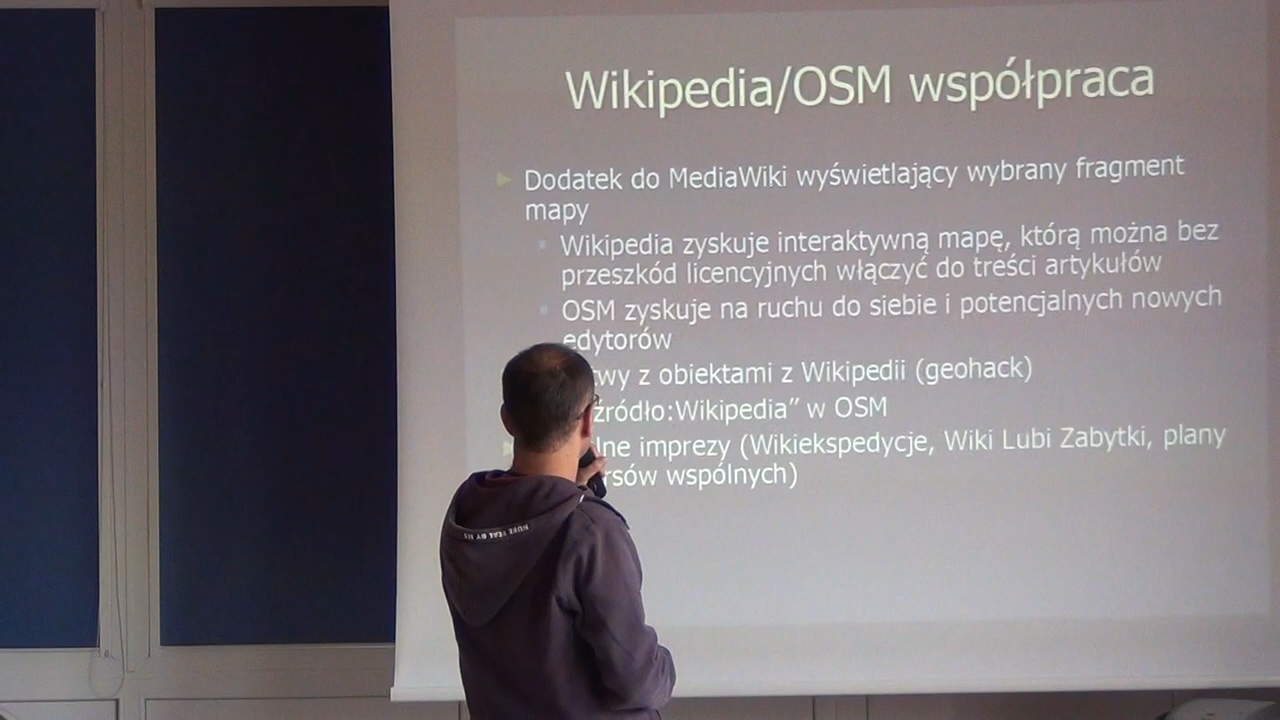 Wikipedia/OSM współpraca
Dodatek do MediaWiki wyświetlający wybrany fragment
mapy
Wikipedia zyskuje interaktywną mapę, którą można bez
przeszkód licencyjnych włączyć do treści artykułów
OSM zyskuje na ruchu do siebie i potencjalnych nowych
edytorów
z obiektami z Wikipedii (geohack)
źródło:Wikipedia” w OSM
imprezy (Wikiekspedycje, Wiki Lubi Zabytki, plany
wspólnych)